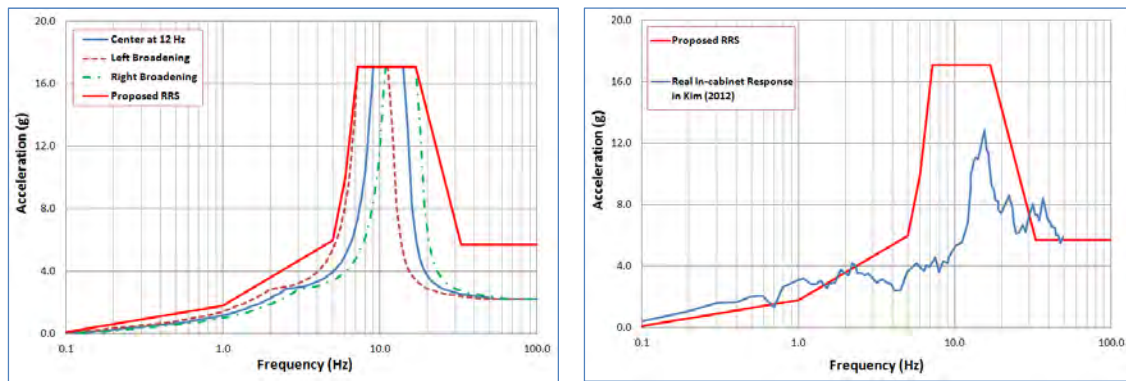 20.0
16.0
12.0
8.0
4.0
0.0
Acceleration (g)
Center at 12 Hz
Left Broadening
Right Broadening
Proposed RRS
0.1
1.0
10.0
100.0
Frequency (Hz)
20.0
16.0
12.0
8.0
4.0
0.0
Acceleration (g)
Proposed RRS
Real In-cabinet Response
in Kim (2012)
0.1
1.0
10.0
100.0
Frequency (Hz)